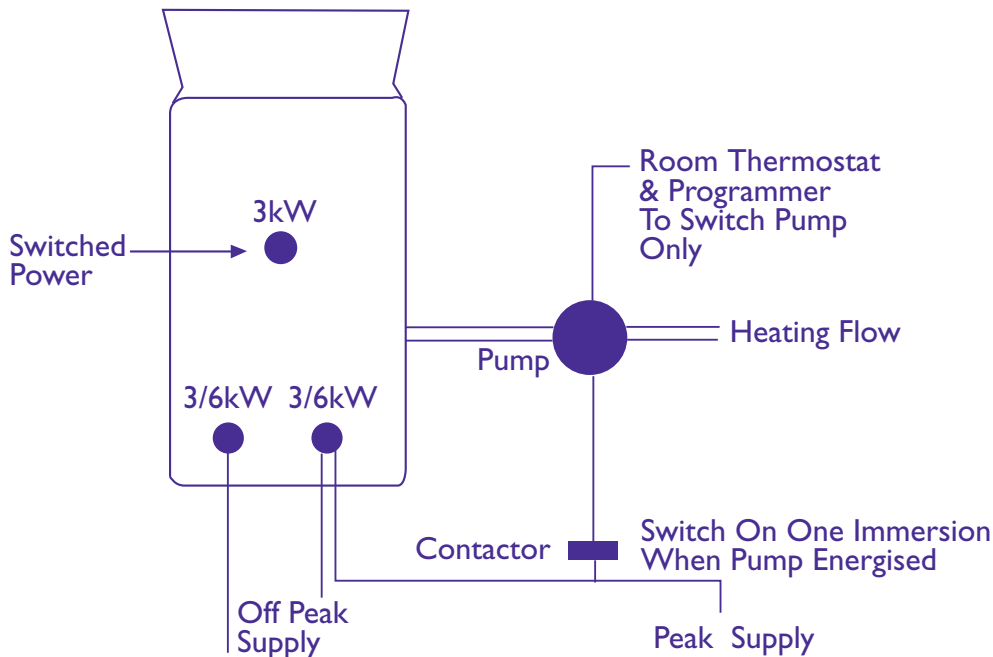 Room Thermostat
& Programmer
To Switch Pump
Only
3kW
Switched
Power
Heating Flow
Pump
3/6kW
3/6kW
Contactor
Switch On One Immersion
When Pump Energised
Off Peak
Supply
Peak Supply